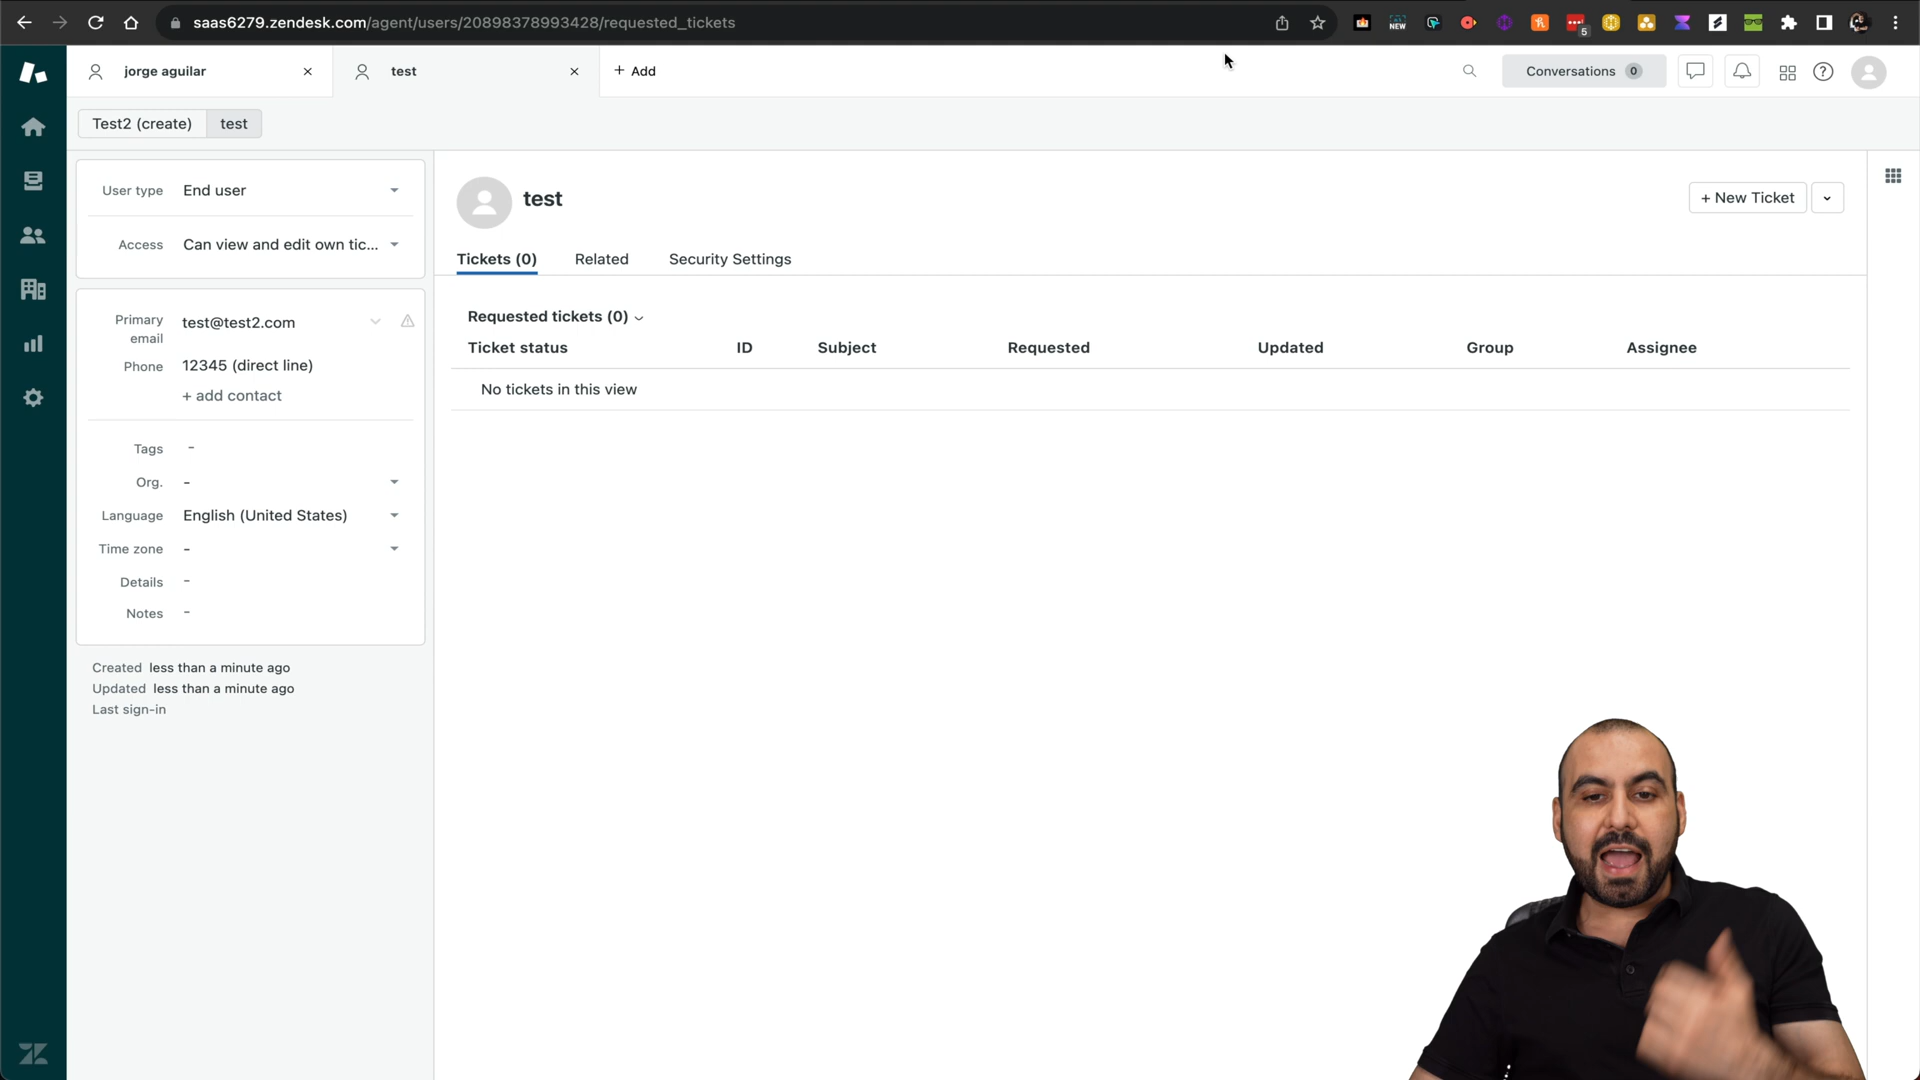 saas6279.zendesk.com/agent/users/20898378993428/requested_tickets
NEW
5
jorge aguilar
test
+ Add
Conversations 0
Test2 (create)
test
User type End user
Access Can view and edit own tic...
Primary email test@test2.com
Phone 12345 (direct line)
+ add contact
Tags -
Org. -
Language English (United States)
Time zone -
Details -
Notes -
Created less than a minute ago
Updated less than a minute ago
Last sign-in
test
+ New Ticket
Tickets (0) Related Security Settings
Requested tickets (0)
Ticket status ID Subject Requested Updated Group Assignee
No tickets in this view